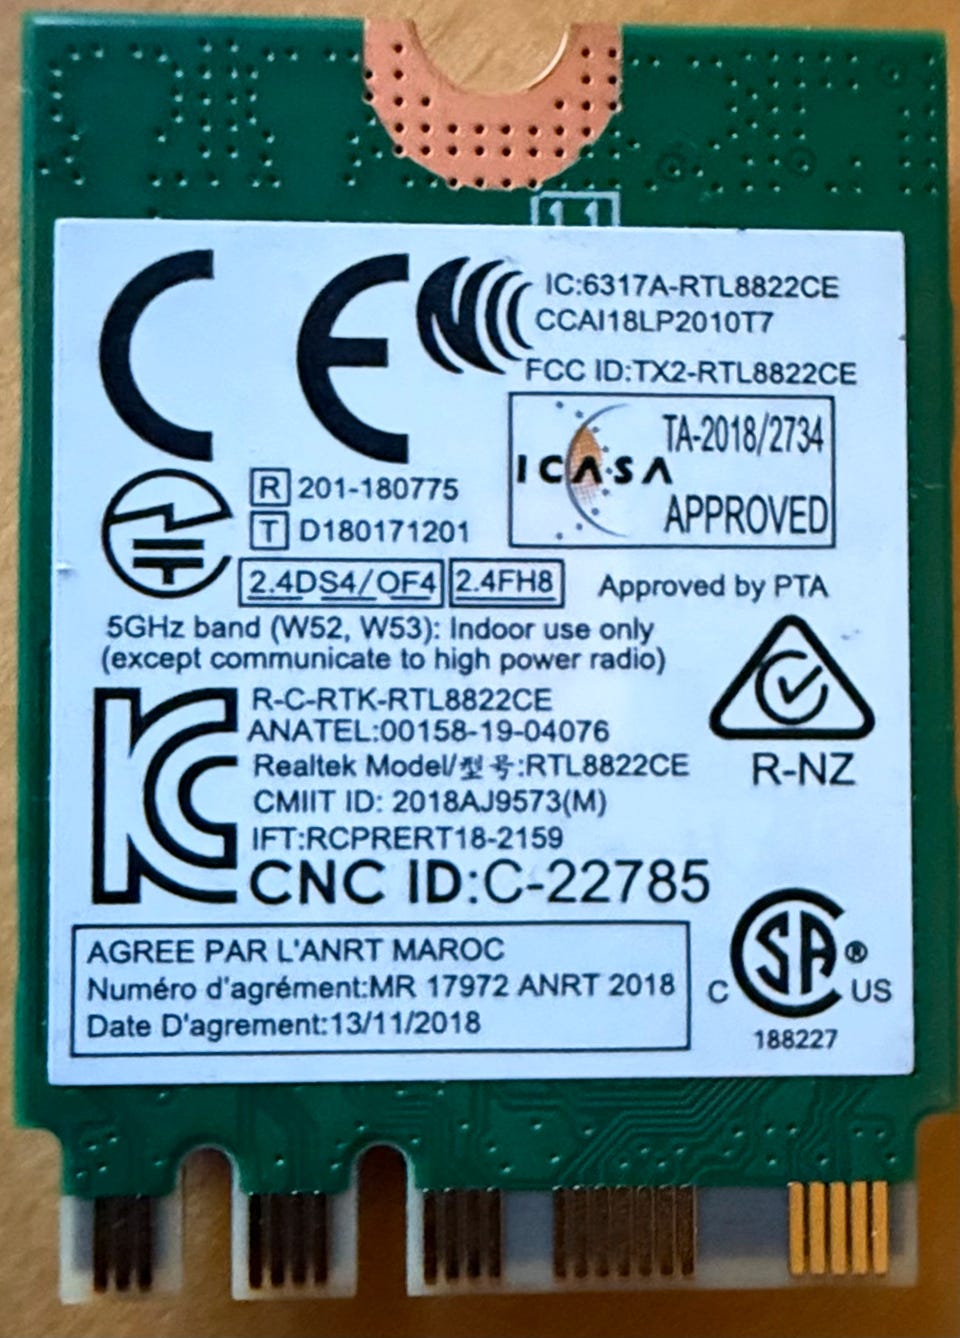 11
CE
IC:6317A-RTL8822CE
CCAI18LP2010T7
FCC ID:TX2-RTL8822CE
ICASA
TA-2018/2734
APPROVED
R 201-180775
T D180171201
2.4DS4/OF4 2.4FH8
Approved by PTA
5GHz band (W52, W53): Indoor use only
(except communicate to high power radio)
R-C-RTK-RTL8822CE
ANATEL:00158-19-04076
Realtek Model/型号:RTL8822CE
CMIIT ID: 2018AJ9573(M)
IFT:RCPRERT18-2159
CNC ID:C-22785
R-NZ
AGREE PAR L'ANRT MAROC
Numéro d'agrément:MR 17972 ANRT 2018
Date D'agrement:13/11/2018
C SA ® US
188227